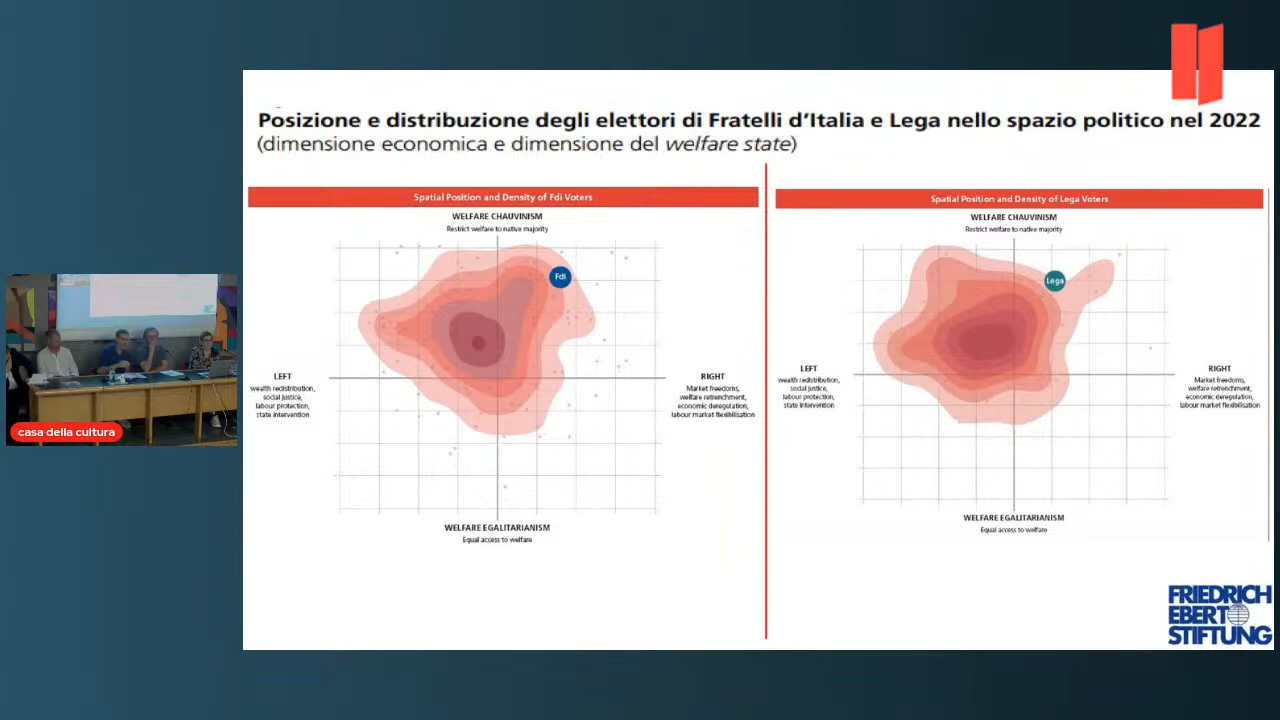 Posizione e distribuzione degli elettori di Fratelli d'Italia e Lega nello spazio politico nel 2022
(dimensione economica e dimensione del welfare state)
Spatial Position and Density of FdI Voters
WELFARE CHAUVINISM
Restrict welfare to native majority
FdI
LEFT
wealth redistribution,
social justice,
labour protection,
state intervention
RIGHT
Market freedoms,
welfare retrenchment,
economic deregulation,
labour market flexibilisation
WELFARE EGALITARIANISM
Equal access to welfare
Spatial Position and Density of Lega Voters
WELFARE CHAUVINISM
Restrict welfare to native majority
Lega
LEFT
wealth redistribution,
social justice,
labour protection,
state intervention
RIGHT
Market freedoms,
welfare retrenchment,
economic deregulation,
labour market flexibilisation
WELFARE EGALITARIANISM
Equal access to welfare
casa della cultura
FRIEDRICH
EBERT
STIFTUNG